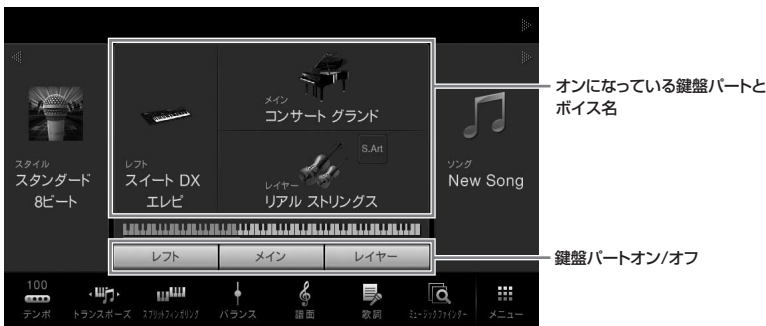 メイン
コンサート グランド
オンになっている鍵盤パートと
ボイス名
S.Art
スタイル
スタンダード
8ビート
レフト
スイート DX
エレピ
レイヤー
リアル ストリングス
ソング
New Song
レフト
メイン
レイヤー
鍵盤パートオン/オフ
100
テンポ
トランスポーズ
スプリットフィンガリング
バランス
譜面
歌詞
ミュージックファインダー
メニュー